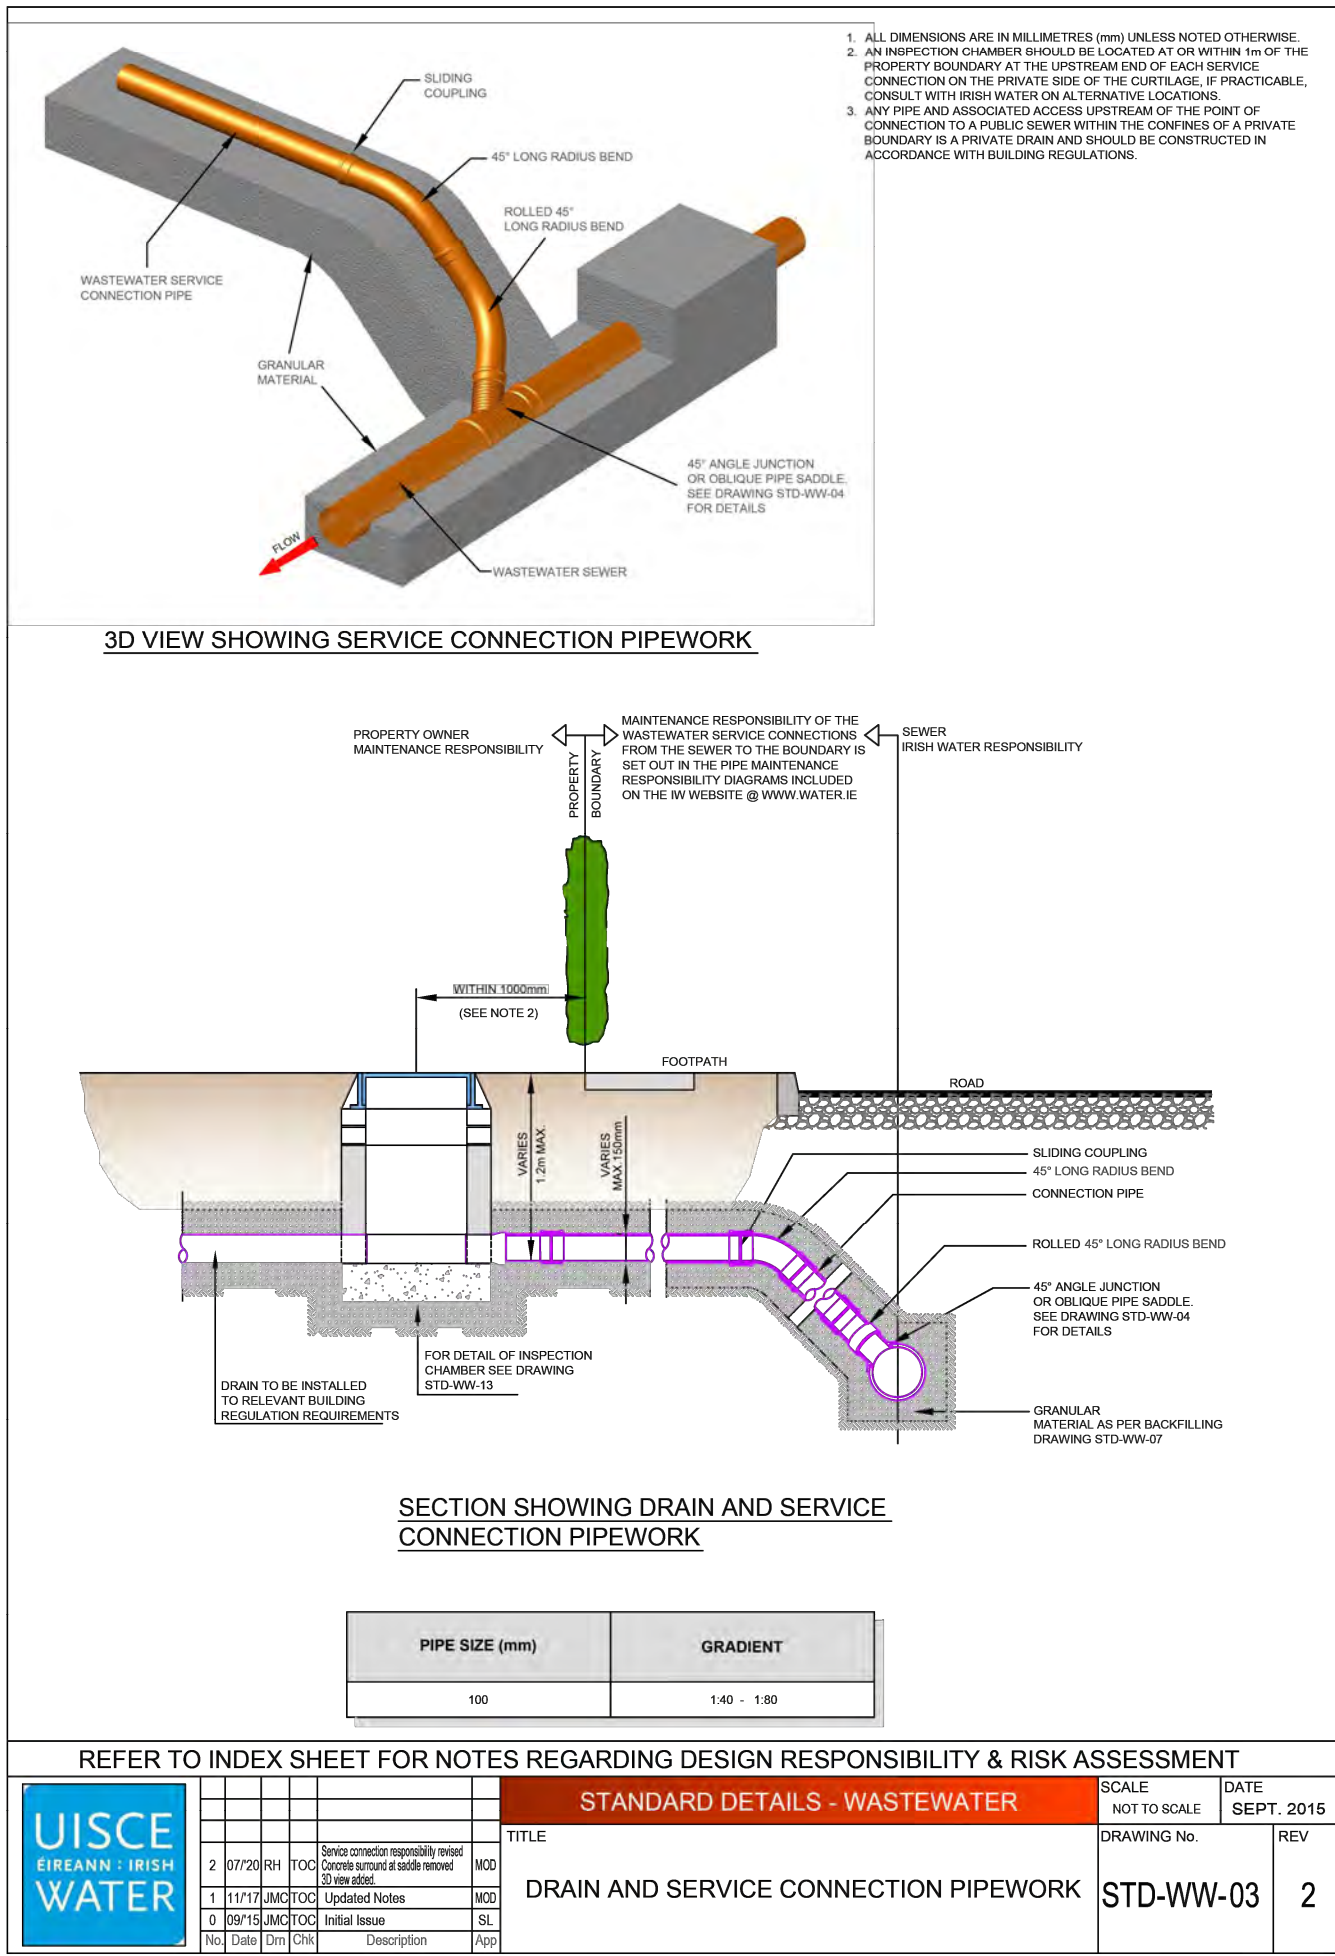 1. ALL DIMENSIONS ARE IN MILLIMETRES (mm) UNLESS NOTED OTHERWISE.
2. AN INSPECTION CHAMBER SHOULD BE LOCATED AT OR WITHIN 1m OF THE
PROPERTY BOUNDARY AT THE UPSTREAM END OF EACH SERVICE
CONNECTION ON THE PRIVATE SIDE OF THE CURTILAGE, IF PRACTICABLE,
CONSULT WITH IRISH WATER ON ALTERNATIVE LOCATIONS.
3. ANY PIPE AND ASSOCIATED ACCESS UPSTREAM OF THE POINT OF
CONNECTION TO A PUBLIC SEWER WITHIN THE CONFINES OF A PRIVATE
BOUNDARY IS A PRIVATE DRAIN AND SHOULD BE CONSTRUCTED IN
ACCORDANCE WITH BUILDING REGULATIONS.
SLIDING
COUPLING
45° LONG RADIUS BEND
ROLLED 45°
LONG RADIUS BEND
WASTEWATER SERVICE
CONNECTION PIPE
GRANULAR
MATERIAL
45° ANGLE JUNCTION
OR OBLIQUE PIPE SADDLE.
SEE DRAWING STD-WW-04
FOR DETAILS
FLOW
WASTEWATER SEWER
3D VIEW SHOWING SERVICE CONNECTION PIPEWORK
PROPERTY OWNER
MAINTENANCE RESPONSIBILITY
PROPERTY
BOUNDARY
MAINTENANCE RESPONSIBILITY OF THE
WASTEWATER SERVICE CONNECTIONS
FROM THE SEWER TO THE BOUNDARY IS
SET OUT IN THE PIPE MAINTENANCE
RESPONSIBILITY DIAGRAMS INCLUDED
ON THE IW WEBSITE @ WWW.WATER.IE
SEWER
IRISH WATER RESPONSIBILITY
WITHIN 1000mm
(SEE NOTE 2)
FOOTPATH
ROAD
VARIES
1.2m MAX.
VARIES
MAX.150mm
SLIDING COUPLING
45° LONG RADIUS BEND
CONNECTION PIPE
ROLLED 45° LONG RADIUS BEND
45° ANGLE JUNCTION
OR OBLIQUE PIPE SADDLE.
SEE DRAWING STD-WW-04
FOR DETAILS
FOR DETAIL OF INSPECTION
CHAMBER SEE DRAWING
STD-WW-13
DRAIN TO BE INSTALLED
TO RELEVANT BUILDING
REGULATION REQUIREMENTS
GRANULAR
MATERIAL AS PER BACKFILLING
DRAWING STD-WW-07
SECTION SHOWING DRAIN AND SERVICE
CONNECTION PIPEWORK
PIPE SIZE (mm) GRADIENT
100 1:40 - 1:80
REFER TO INDEX SHEET FOR NOTES REGARDING DESIGN RESPONSIBILITY & RISK ASSESSMENT
UISCE
ÉIREANN : IRISH
WATER
Service connection responsibility revised
2 07/'20 RH TOC Concrete surround at saddle removed MOD
3D view added.
1 11/'17 JMC TOC Updated Notes MOD
0 09/'15 JMC TOC Initial Issue SL
No. Date Drn Chk Description App
STANDARD DETAILS - WASTEWATER
TITLE
DRAIN AND SERVICE CONNECTION PIPEWORK
SCALE
NOT TO SCALE
DATE
SEPT. 2015
DRAWING No.
STD-WW-03
REV
2